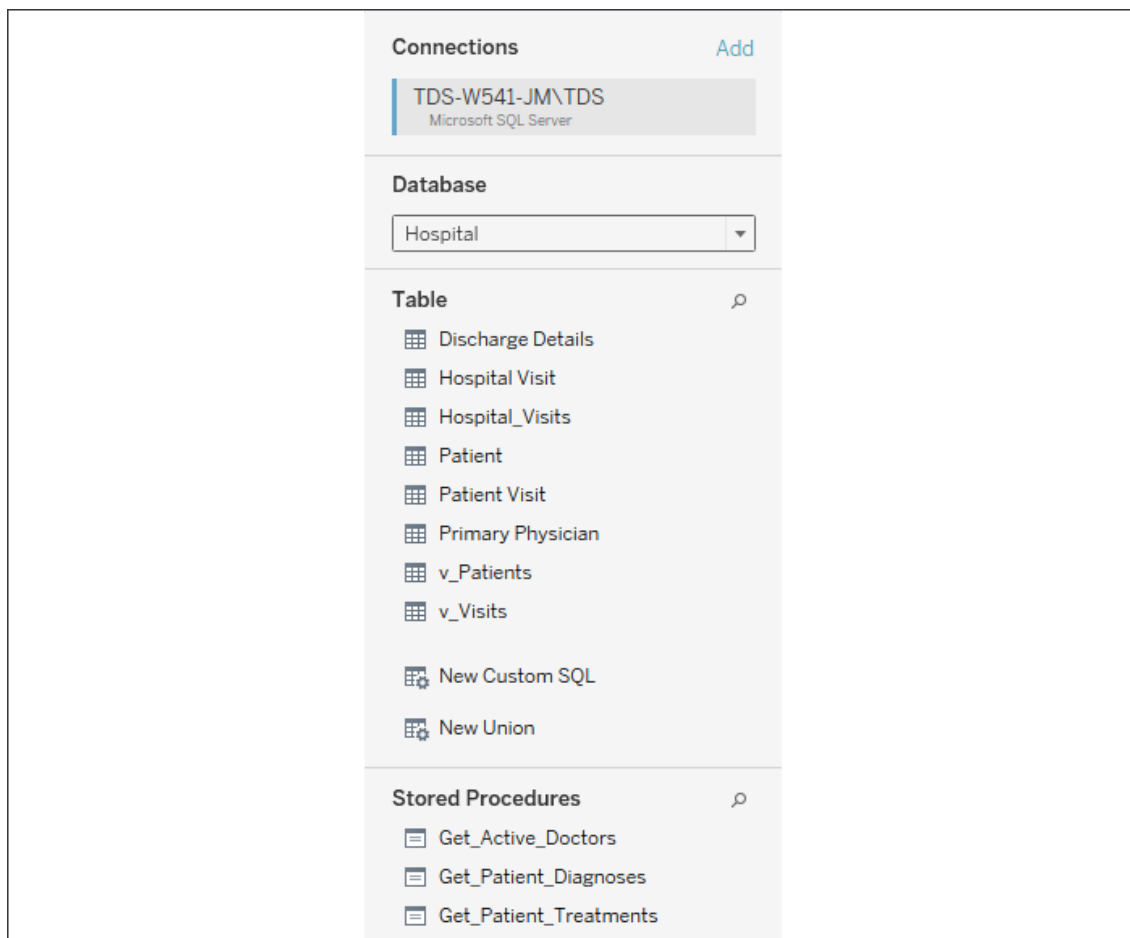 Connections Add
TDS-W541-JM\TDS
Microsoft SQL Server
Database
Hospital
Table
Discharge Details
Hospital Visit
Hospital_Visits
Patient
Patient Visit
Primary Physician
v_Patients
v_Visits
New Custom SQL
New Union
Stored Procedures
Get_Active_Doctors
Get_Patient_Diagnoses
Get_Patient_Treatments